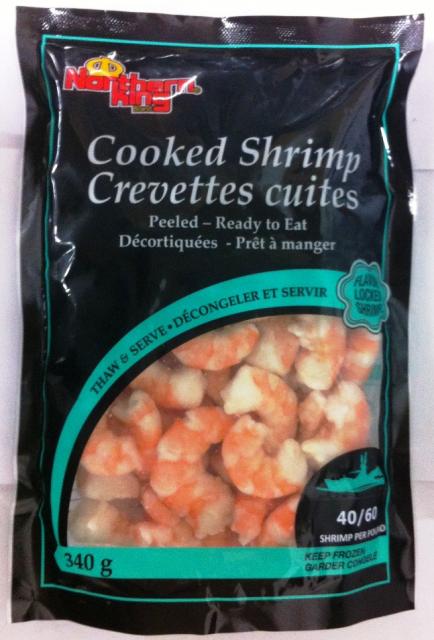 Northern
King
Cooked Shrimp
Crevettes cuites
Peeled – Ready to Eat
Décortiquées - Prêt à manger
THAW & SERVE • DÉCONGELER ET SERVIR
FLAVOR
LOCKED
SHRIMP
40/60
SHRIMP PER POUND
340 g
KEEP FROZEN
GARDER CONGELÉ